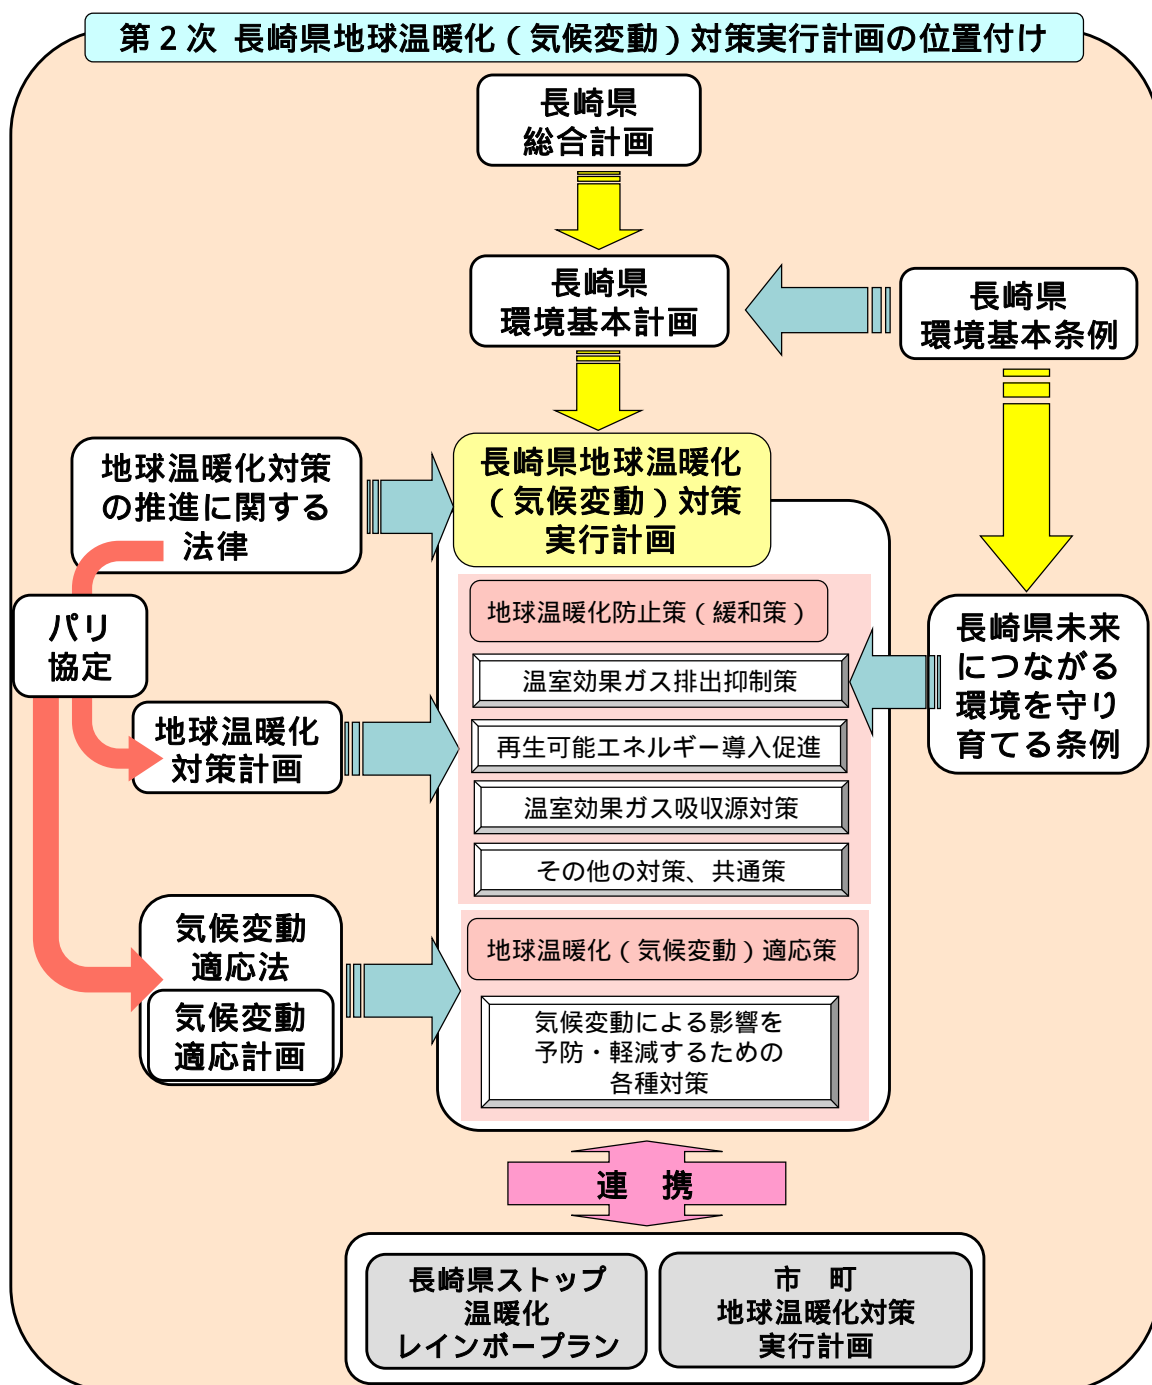 第２次 長崎県地球温暖化（気候変動）対策実行計画の位置付け
長崎県
総合計画
長崎県
環境基本計画
長崎県
環境基本条例
地球温暖化対策
の推進に関する
法律
長崎県地球温暖化
（気候変動）対策
実行計画
パリ
協定
地球温暖化防止策（緩和策）
温室効果ガス排出抑制策
再生可能エネルギー導入促進
温室効果ガス吸収源対策
その他の対策、共通策
長崎県未来
につながる
環境を守り
育てる条例
地球温暖化
対策計画
気候変動
適応法
気候変動
適応計画
地球温暖化（気候変動）適応策
気候変動による影響を
予防・軽減するための
各種対策
連　携
長崎県ストップ
温暖化
レインボープラン
市　町
地球温暖化対策
実行計画